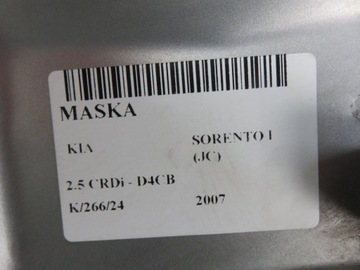 MASKA
KIA SORENTO I
(JC)
2.5 CRDi - D4CB
K/266/24 2007